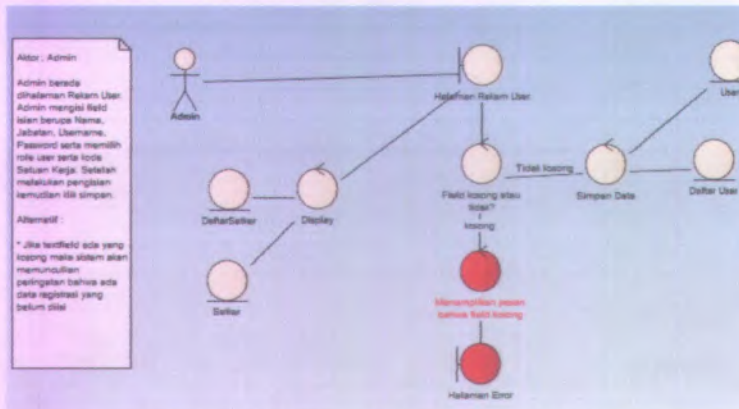 Aktor : Admin
Admin berada
dihalaman Rekam User.
Admin mengisi field
isian berupa Nama,
Jabatan, Username,
Password serta memilih
role user serta kode
Satuan Kerja. Setelah
melakukan pengisian
kemudian klik simpan.
Alternatif :
* Jika textfield ada yang
kosong maka sistem akan
memunculkan
peringatan bahwa ada
data registrasi yang
belum diisi
Admin
Halaman Rekam User
User
DaftarSatker
Display
Field kosong atau
tidak?
Tidak kosong
Simpan Data
Daftar User
kosong
Satker
Menampilkan pesan
bahwa field kosong
Halaman Error